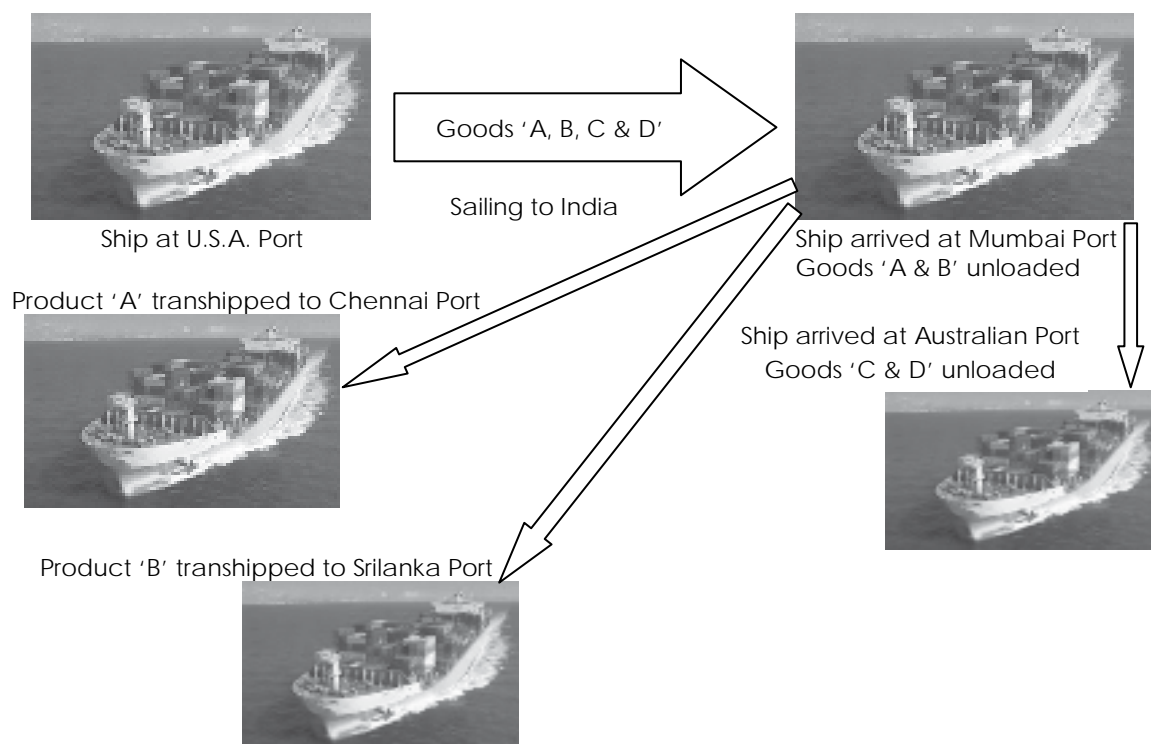 Goods ‘A, B, C & D’
Sailing to India
Ship at U.S.A. Port
Ship arrived at Mumbai Port
Goods ‘A & B’ unloaded
Product ‘A’ transhipped to Chennai Port
Ship arrived at Australian Port
Goods ‘C & D’ unloaded
Product ‘B’ transhipped to Srilanka Port